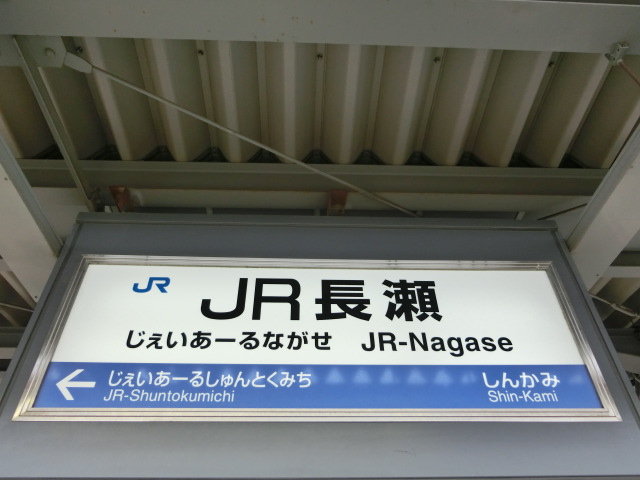 JR
JR長瀬
じぇいあーるながせ JR-Nagase
じぇいあーるしゅんとくみち しんかみ
JR-Shuntokumichi Shin-Kami